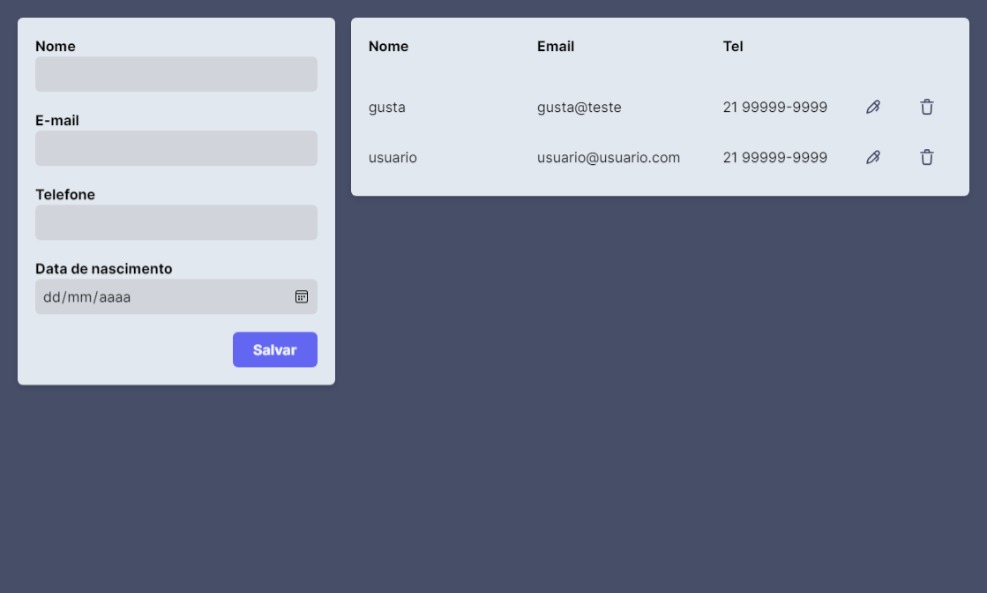 Nome
E-mail
Telefone
Data de nascimento
dd/mm/aaaa
Salvar
Nome Email Tel
gusta gusta@teste 21 99999-9999
usuario usuario@usuario.com 21 99999-9999